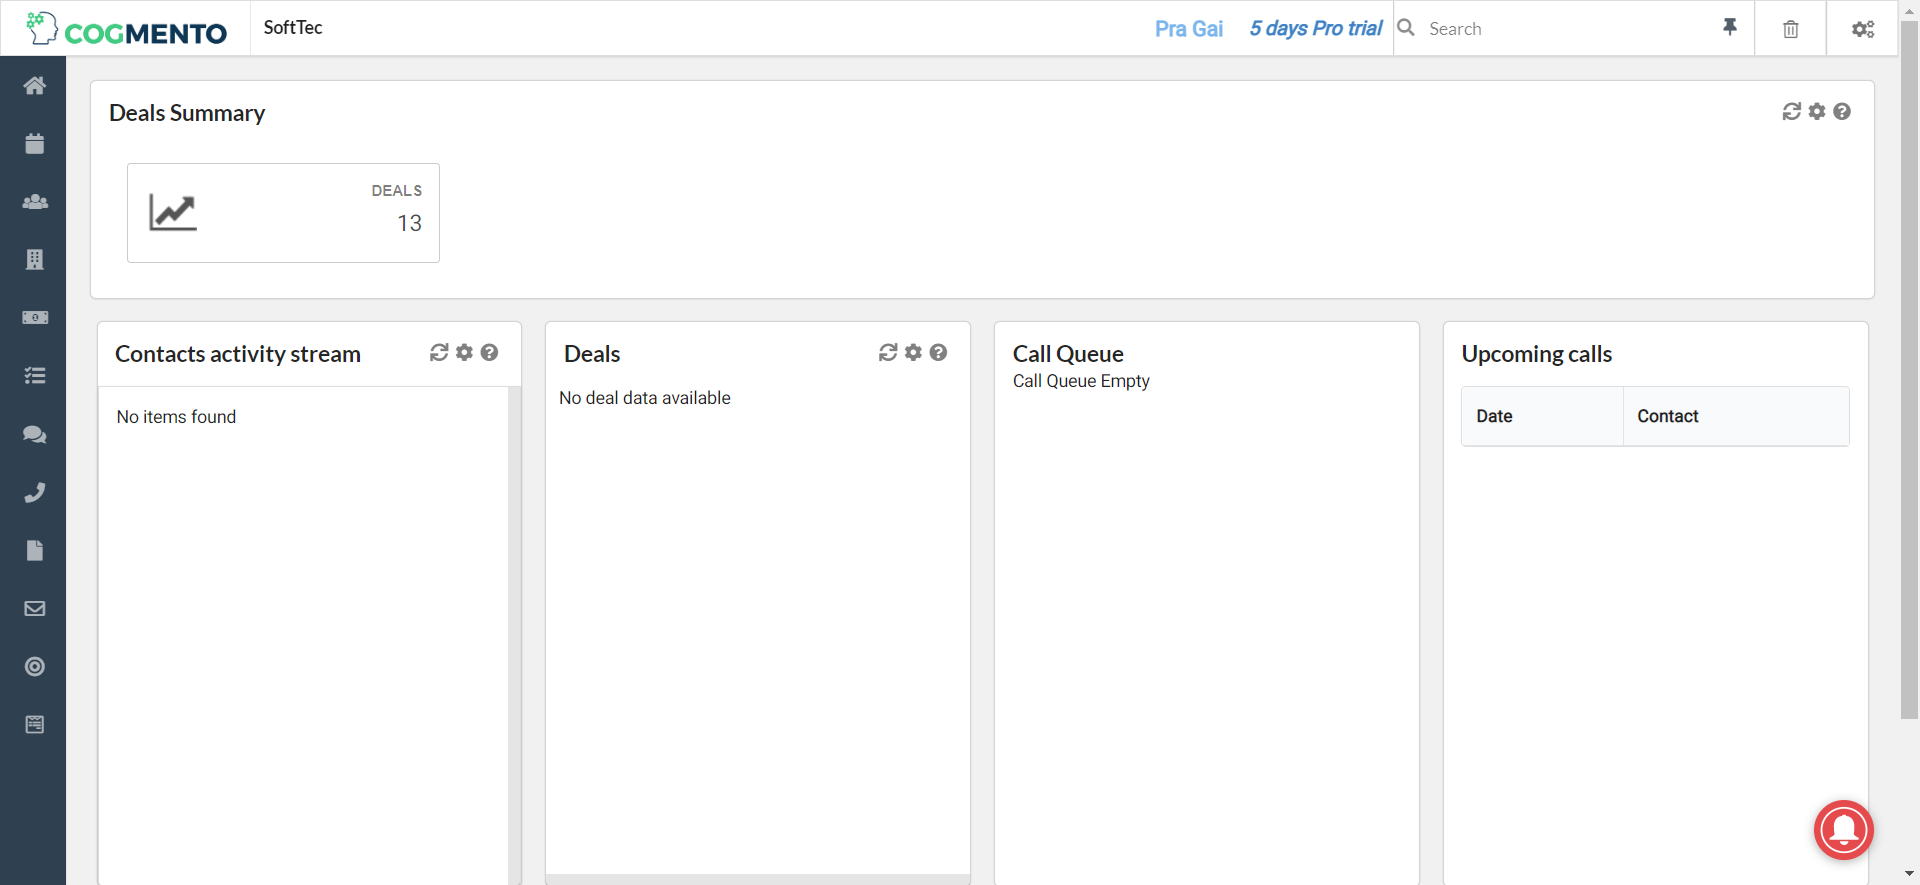 COGMENTO
SoftTec
Pra Gai
5 days Pro trial
Search
Deals Summary
DEALS
13
Contacts activity stream
No items found
Deals
No deal data available
Call Queue
Call Queue Empty
Upcoming calls
Date
Contact